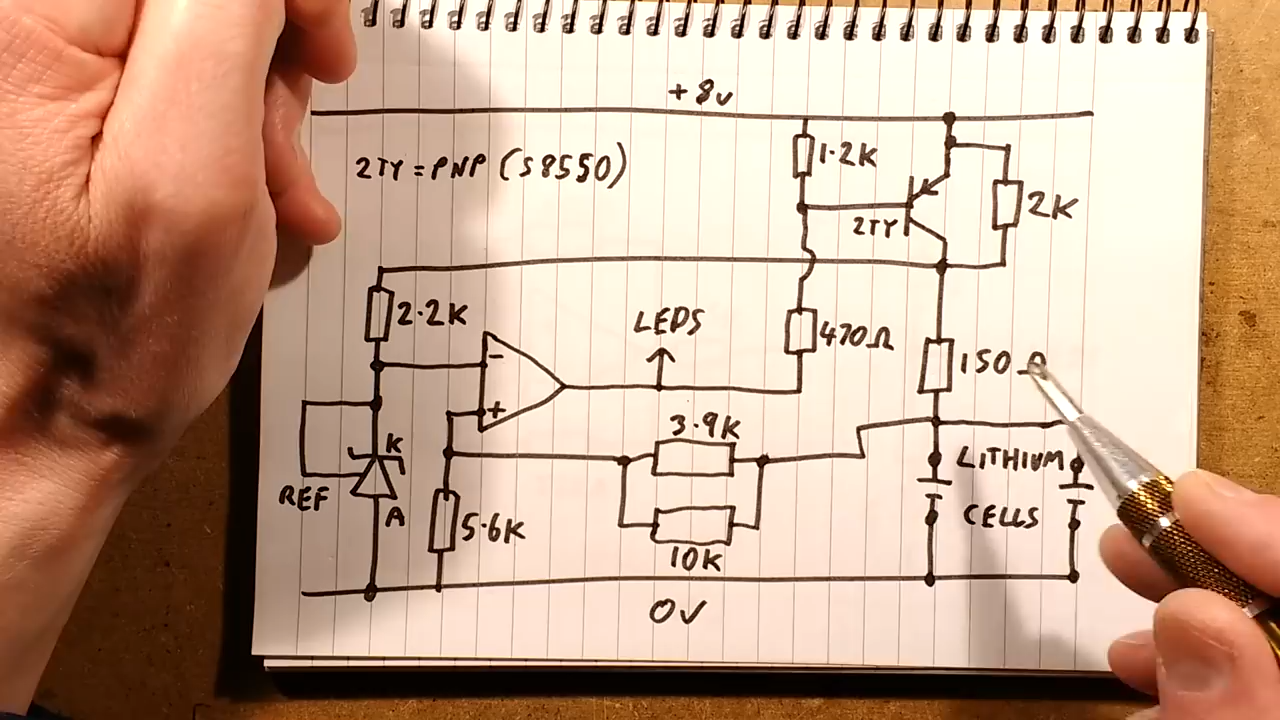 +8v
2TY = PNP (S8550)
1.2K
2TY
2K
2.2K
LEDS
470Ω
150Ω
-
+
3.9K
K
REF
A
5.6K
10K
LITHIUM
CELLS
0V